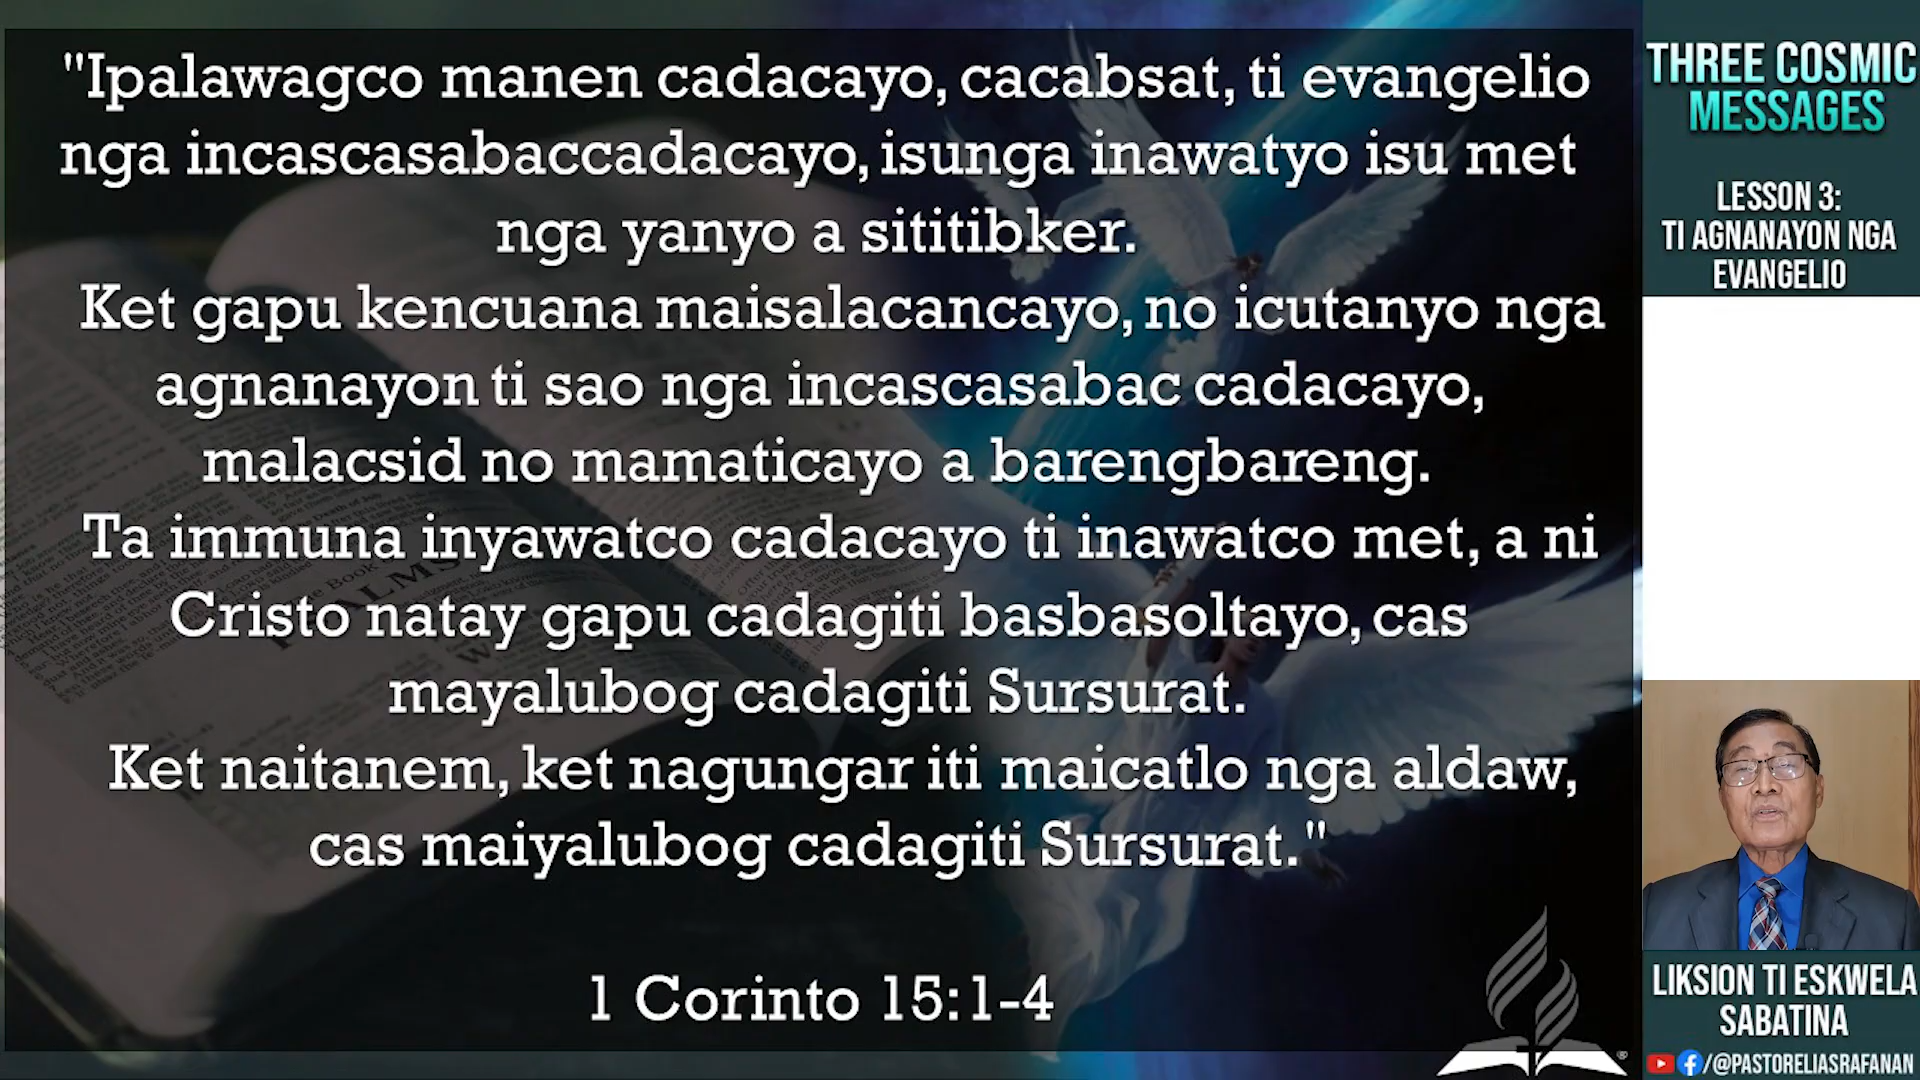 "Ipalawagco manen cadacayo, cacabsat, ti evangelio
nga incascasabaccadacayo, isunga inawatyo isu met
nga yanyo a sititibker.
Ket gapu kencuana maisalacancayo, no icutanyo nga
agnanayon ti sao nga incascasabac cadacayo,
malacsid no mamaticayo a barengbareng.
Ta immuna inyawatco cadacayo ti inawatco met, a ni
Cristo natay gapu cadagiti basbasoltayo, cas
mayalubog cadagiti Sursurat.
Ket naitanem, ket nagungar iti maicatlo nga aldaw,
cas maiyalubog cadagiti Sursurat."
1 Corinto 15:1-4
THREE COSMIC
MESSAGES
LESSON 3:
TI AGNANAYON NGA
EVANGELIO
LIKSION TI ESKWELA
SABATINA
/@PASTORELIASRAFANAN